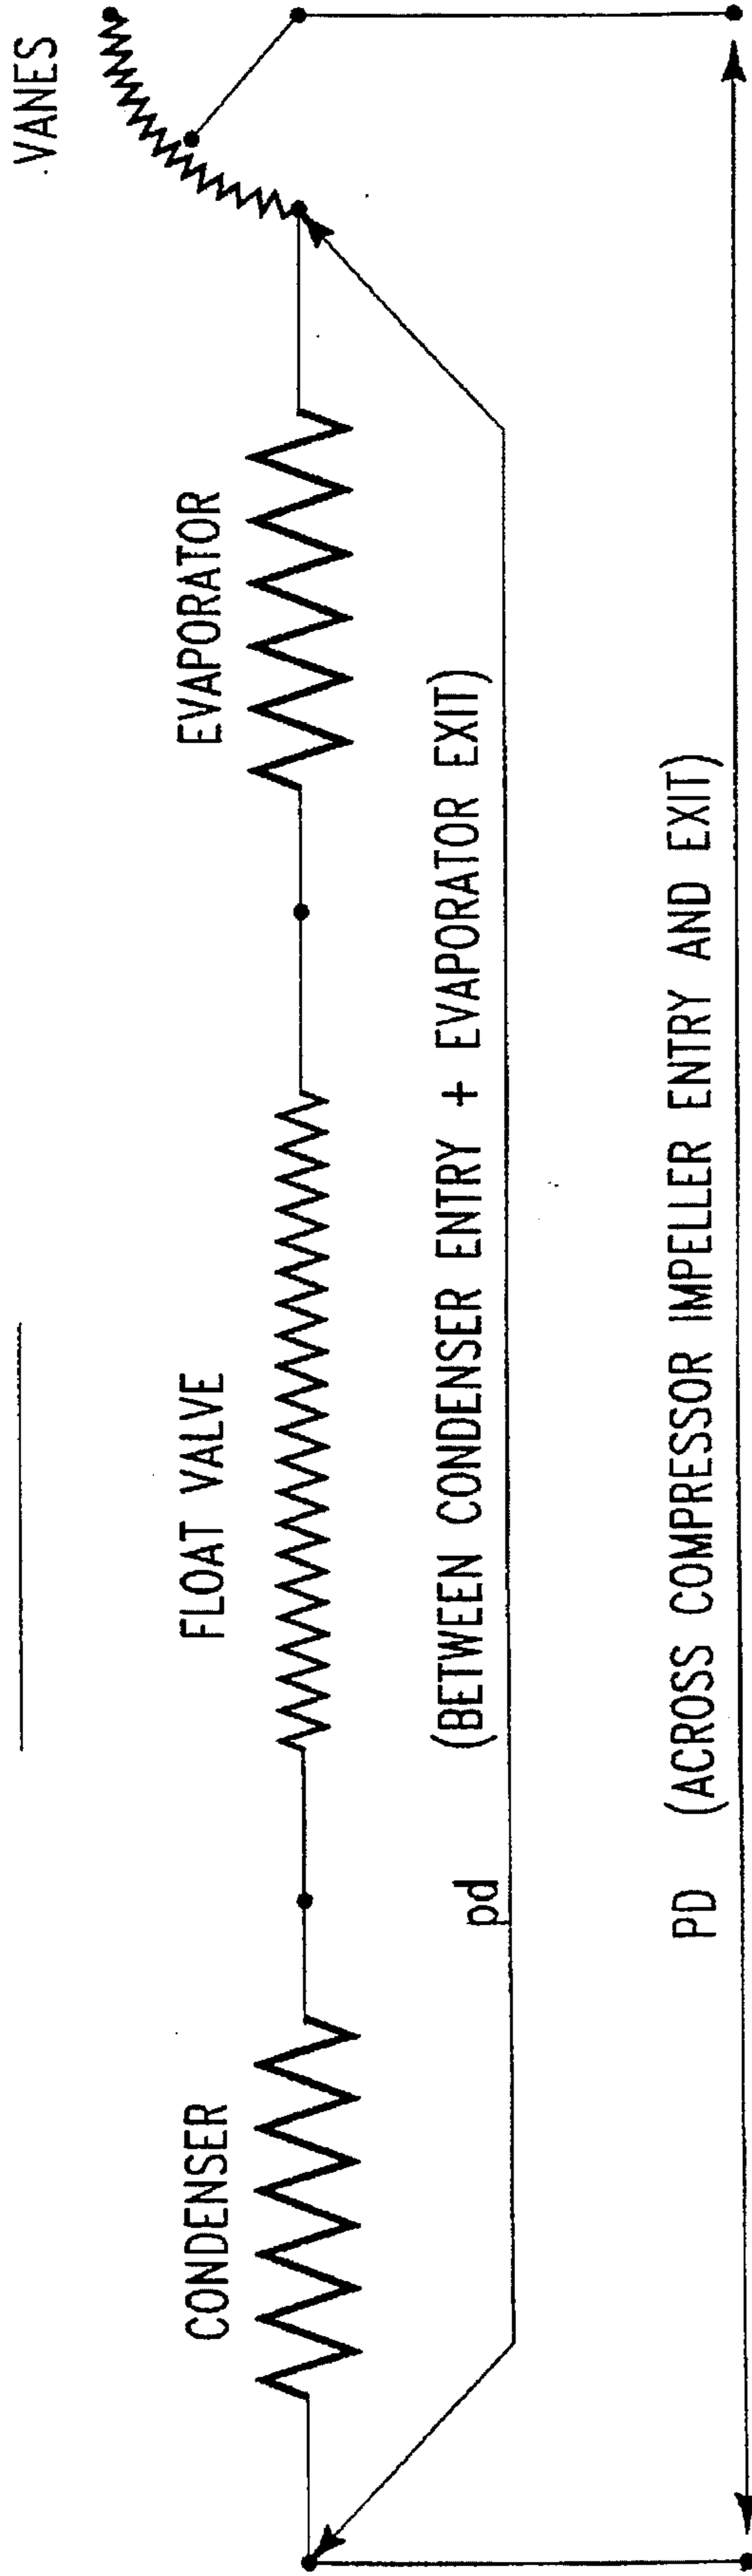 CONDENSER
FLOAT VALVE
EVAPORATOR
VANES
pd (BETWEEN CONDENSER ENTRY + EVAPORATOR EXIT)
PD (ACROSS COMPRESSOR IMPELLER ENTRY AND EXIT)